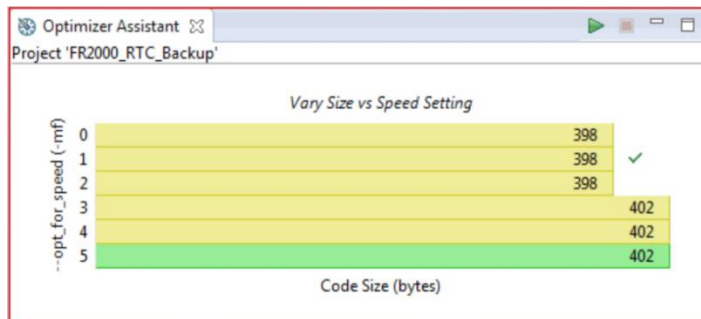 Optimizer Assistant
Project 'FR2000_RTC_Backup'
Vary Size vs Speed Setting
--opt_for_speed (-mf)
0 398
1 398
2 398
3 402
4 402
5 402
Code Size (bytes)